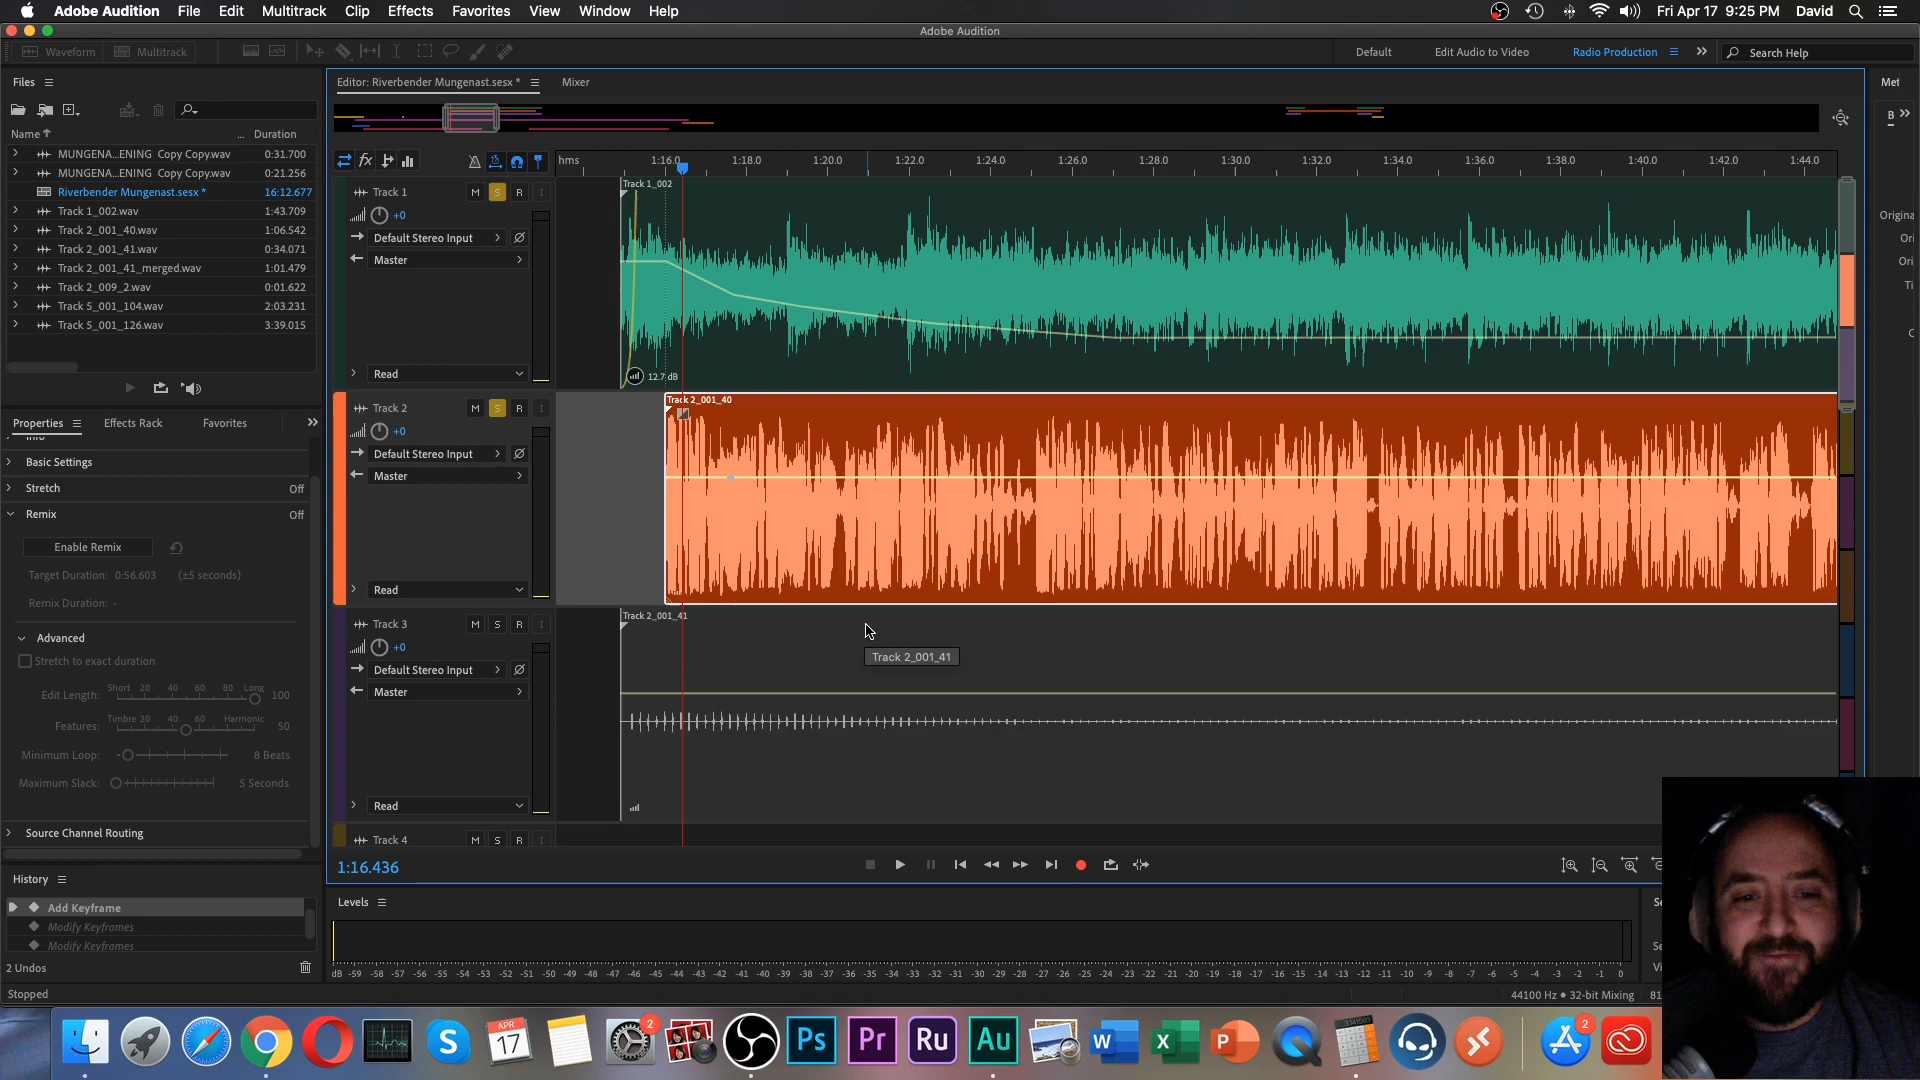 Adobe Audition File Edit Multitrack Clip Effects Favorites View Window Help Fri Apr 17 9:25 PM David
Adobe Audition
Waveform Multitrack Default Edit Audio to Video Radio Production Search Help
Files
Name Duration
MUNGENA...ENING Copy Copy.wav 0:31.700
MUNGENA...ENING Copy Copy.wav 0:21.256
Riverbender Mungenast.sesx * 16:12.677
Track 1_002.wav 1:43.709
Track 2_001_40.wav 1:06.542
Track 2_001_41.wav 0:34.071
Track 2_001_41_merged.wav 1:01.479
Track 2_009_2.wav 0:01.622
Track 5_001_104.wav 2:03.231
Track 5_001_126.wav 3:39.015
Properties Effects Rack Favorites
Info
Basic Settings
Stretch Off
Remix Off
Enable Remix
Target Duration: 0:56.603 (±5 seconds)
Remix Duration: -
Advanced
Stretch to exact duration
Edit Length: Short 20 40 60 80 Long 100
Features: Timbre 20 40 60 Harmonic 50
Minimum Loop: 8 Beats
Maximum Slack: 5 Seconds
Source Channel Routing
History
Add Keyframe
Modify Keyframes
Modify Keyframes
2 Undos
Stopped
Editor: Riverbender Mungenast.sesx * Mixer
fx hms 1:16.0 1:18.0 1:20.0 1:22.0 1:24.0 1:26.0 1:28.0 1:30.0 1:32.0 1:34.0 1:36.0 1:38.0 1:40.0 1:42.0 1:44.0
Track 1 M S R I
+0
Default Stereo Input
Master
Read
Track 1_002
12.7 dB
Track 2 M S R I
+0
Default Stereo Input
Master
Read
Track 2_001_40
Track 3 M S R I
+0
Default Stereo Input
Master
Read
Track 2_001_41
Track 2_001_41
Track 4 M S R I
1:16.436
Levels
dB -59 -58 -57 -56 -55 -54 -53 -52 -51 -50 -49 -48 -47 -46 -45 -44 -43 -42 -41 -40 -39 -38 -37 -36 -35 -34 -33 -32 -31 -30 -29 -28 -27 -26 -25 -24 -23 -22 -21 -20 -19 -18 -17 -16 -15 -14 -13 -12 -11 -10 -9 -8 -7 -6 -5 -4 -3 -2 -1 0
44100 Hz • 32-bit Mixing 81
Met
B
Origina
Ori
Ori
Ti
C
Se
Se
Vi
S APR 17 2 Ps Pr Ru Au W X P 3.141593 2